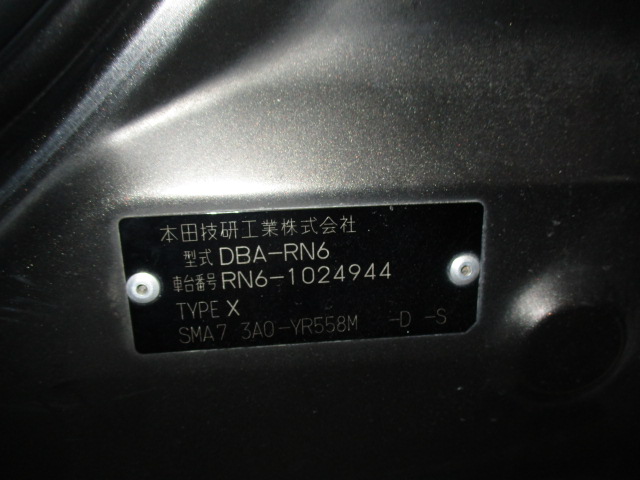 本田技研工業株式会社
型式 DBA-RN6
車台番号 RN6-1024944
TYPE X
SMA7 3A0-YR558M -D -S